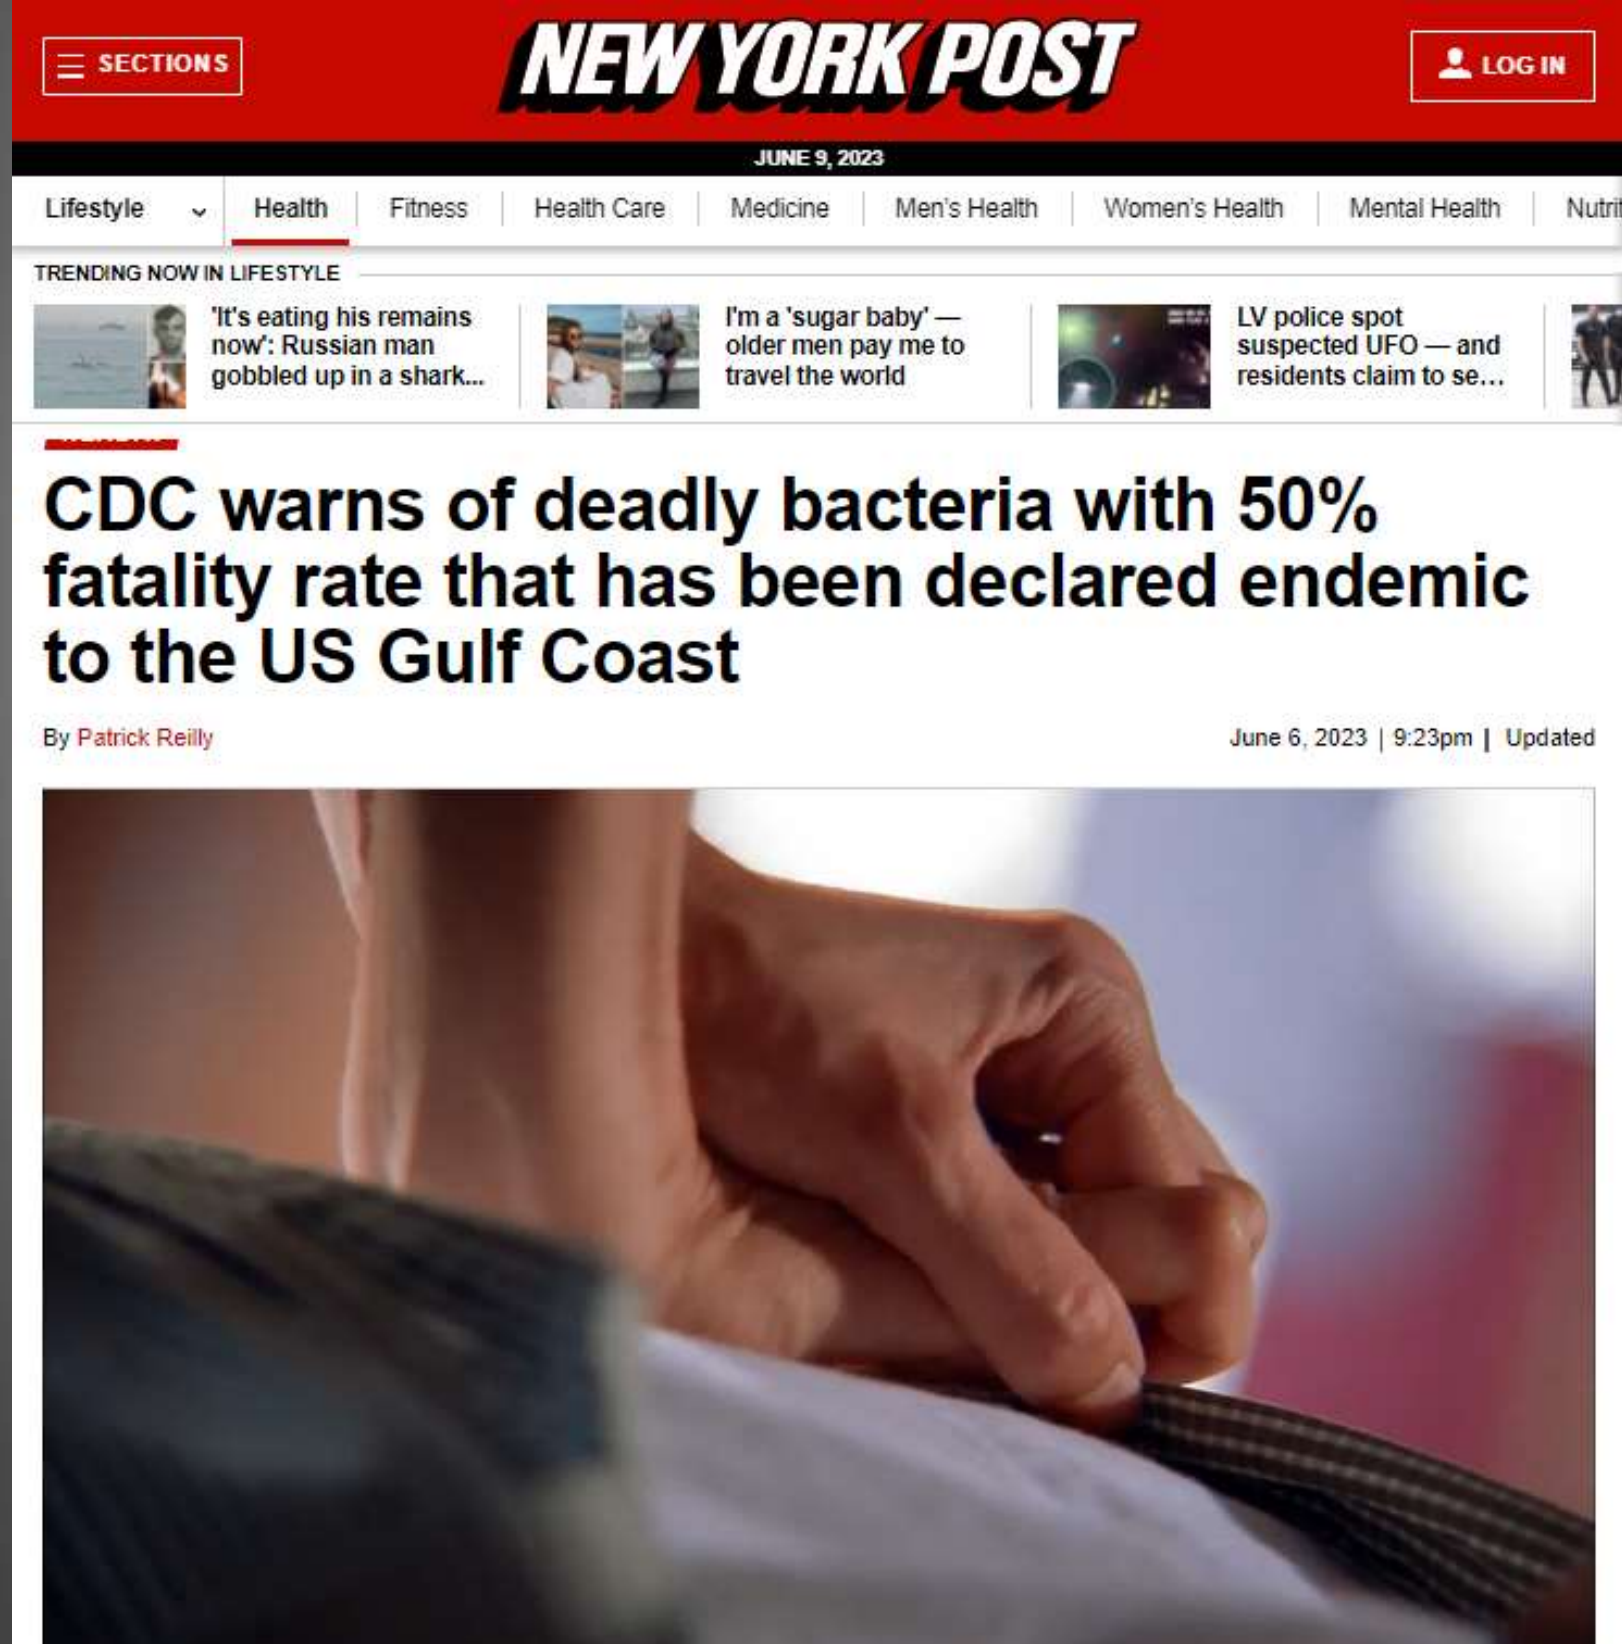 SECTIONS
NEW YORK POST
LOG IN
JUNE 9, 2023
Lifestyle
Health
Fitness
Health Care
Medicine
Men's Health
Women's Health
Mental Health
TRENDING NOW IN LIFESTYLE
'It's eating his remains
now': Russian man
gobbled up in a shark...
I'm a 'sugar baby' —
older men pay me to
travel the world
LV police spot
suspected UFO — and
residents claim to se...
CDC warns of deadly bacteria with 50%
fatality rate that has been declared endemic
to the US Gulf Coast
By Patrick Reilly
June 6, 2023 | 9:23pm | Updated